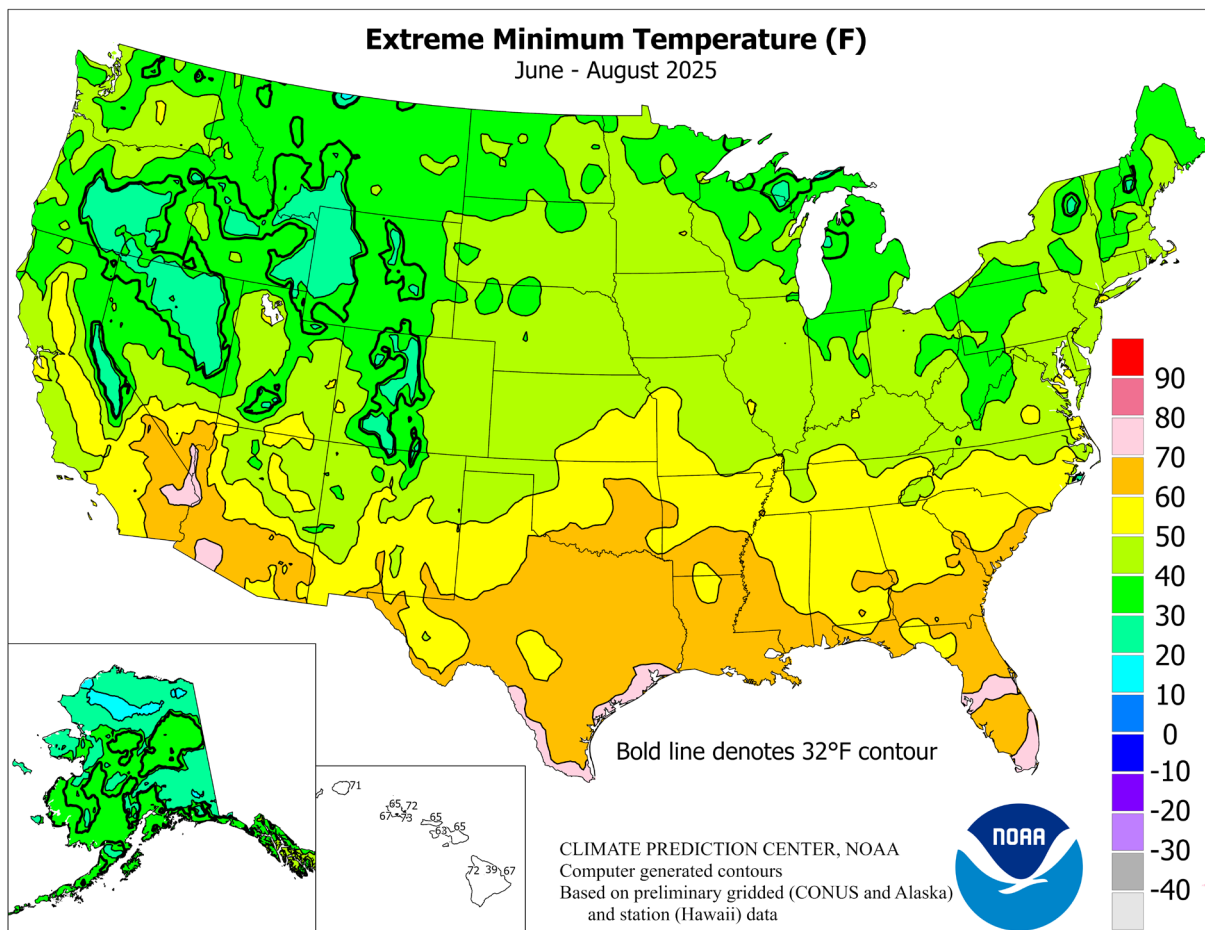 Extreme Minimum Temperature (F)
June - August 2025
90
80
70
60
50
40
30
20
10
0
-10
-20
-30
-40
Bold line denotes 32°F contour
71
65 72
67 73
65
63
65
72 39 67
CLIMATE PREDICTION CENTER, NOAA
Computer generated contours
Based on preliminary gridded (CONUS and Alaska)
and station (Hawaii) data
NOAA